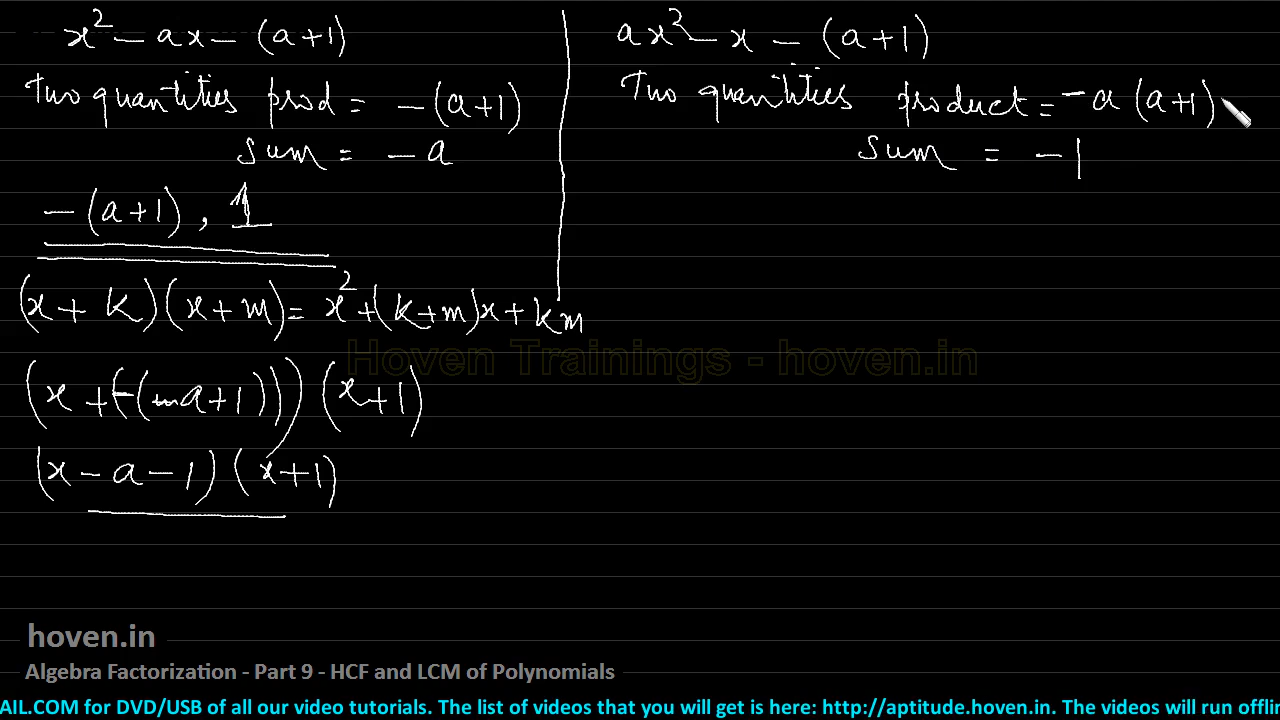 x² - ax - (a+1)
Two quantities prod = -(a+1)
sum = -a
-(a+1), 1
(x + k)(x+m) = x² + (k+m)x + km
(x + (-(a+1)))(x+1)
(x - a - 1)(x+1)
ax² - x - (a+1)
Two quantities product = -a(a+1)
sum = -1
Hoven Trainings - hoven.in
hoven.in
Algebra Factorization - Part 9 - HCF and LCM of Polynomials
AIL.COM for DVD/USB of all our video tutorials. The list of videos that you will get is here: http://aptitude.hoven.in. The videos will run offlin